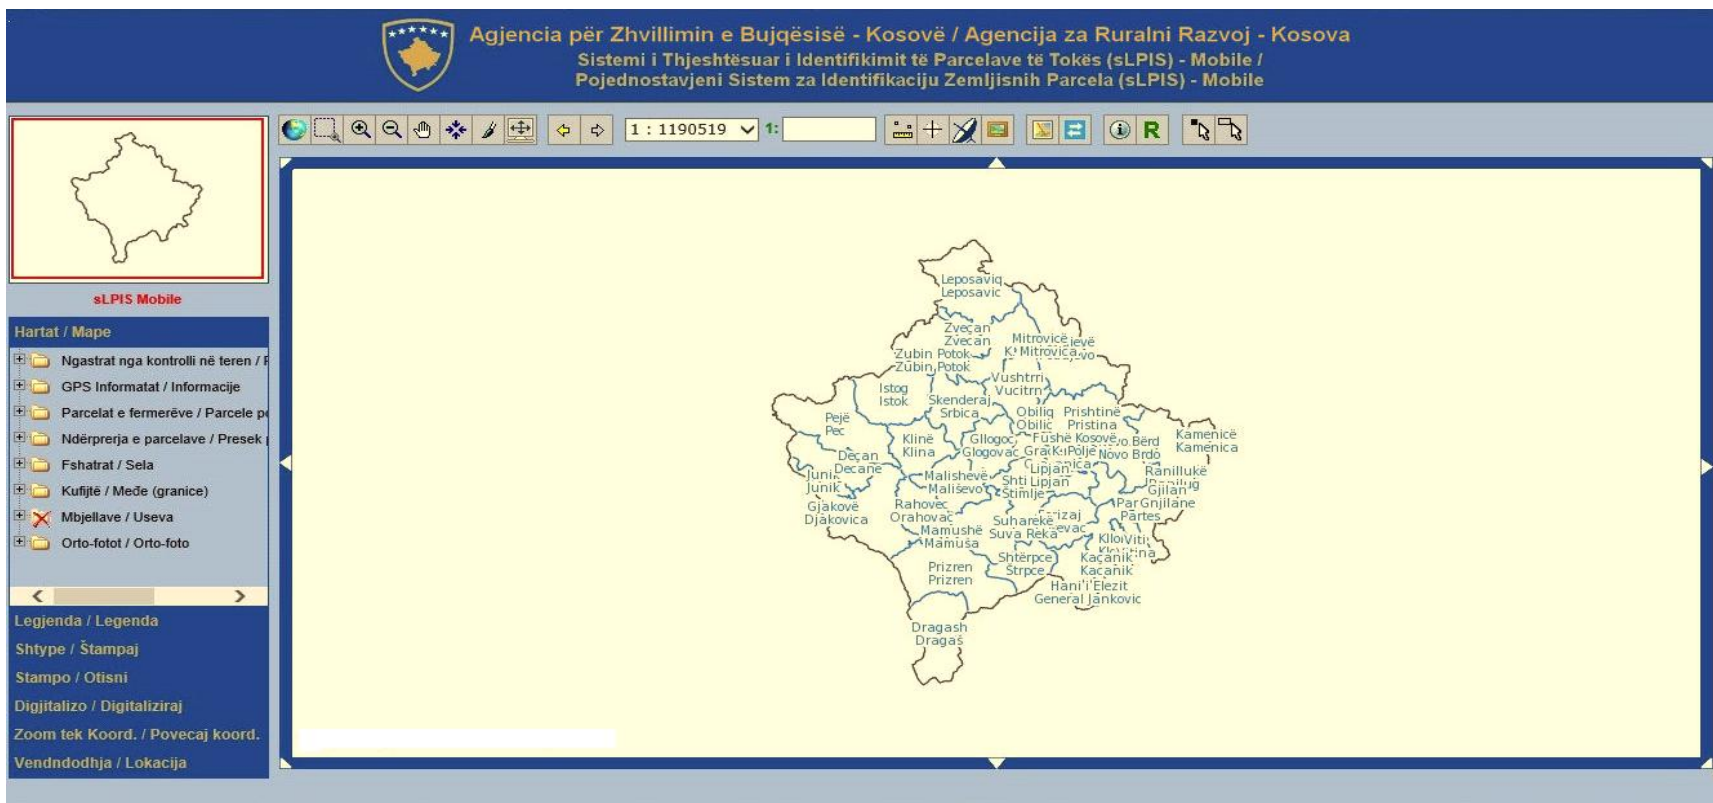 Agjencia për Zhvillimin e Bujqësisë - Kosovë / Agencija za Ruralni Razvoj - Kosova
Sistemi i Thjeshtësuar i Identifikimit të Parcelave të Tokës (sLPIS) - Mobile /
Pojednostavjeni Sistem za Identifikaciju Zemljisnih Parcela (sLPIS) - Mobile
1 : 1190519
1:
R
sLPIS Mobile
Hartat / Mape
Ngastrat nga kontrolli në teren /
GPS Informatat / Informacije
Parcelat e fermerëve / Parcele
Ndërprerja e parcelave / Presek
Fshatrat / Sela
Kufijtë / Međe (granice)
Mbjellave / Useva
Orto-fotot / Orto-foto
Legjenda / Legenda
Shtype / Štampaj
Stampo / Otisni
Digjitalizo / Digitaliziraj
Zoom tek Koord. / Povecaj koord.
Vendndodhja / Lokacija
Leposaviq
Leposavic
Zveçan
Zvecan
Mitrovicë
Mitrovica
Zubin Potok
Zubin Potok
Vushtrri
Vucitrn
Istog
Istok
Skenderaj
Srbica
Obiliq
Obilic
Prishtinë
Pristina
Pejë
Pec
Klinë
Klina
Gllogoc
Glogovac
Fushë Kosovë
Polje
Novo Brdo
Kamenicë
Kamenica
Deçan
Decane
Junik
Junik
Malishevë
Mališevo
Lipjan
Lipjan
Štimlje
Ranillukë
Gjilan
Gnjilane
Partes
Gjakovë
Djakovica
Rahovec
Orahovac
Suharekë
Suva Reka
Mamushë
Mamuša
Viti
Shtërpce
Štrpce
Kaçanik
Kacanik
Prizren
Prizren
Hani i Elezit
General Jankovic
Dragash
Dragaš